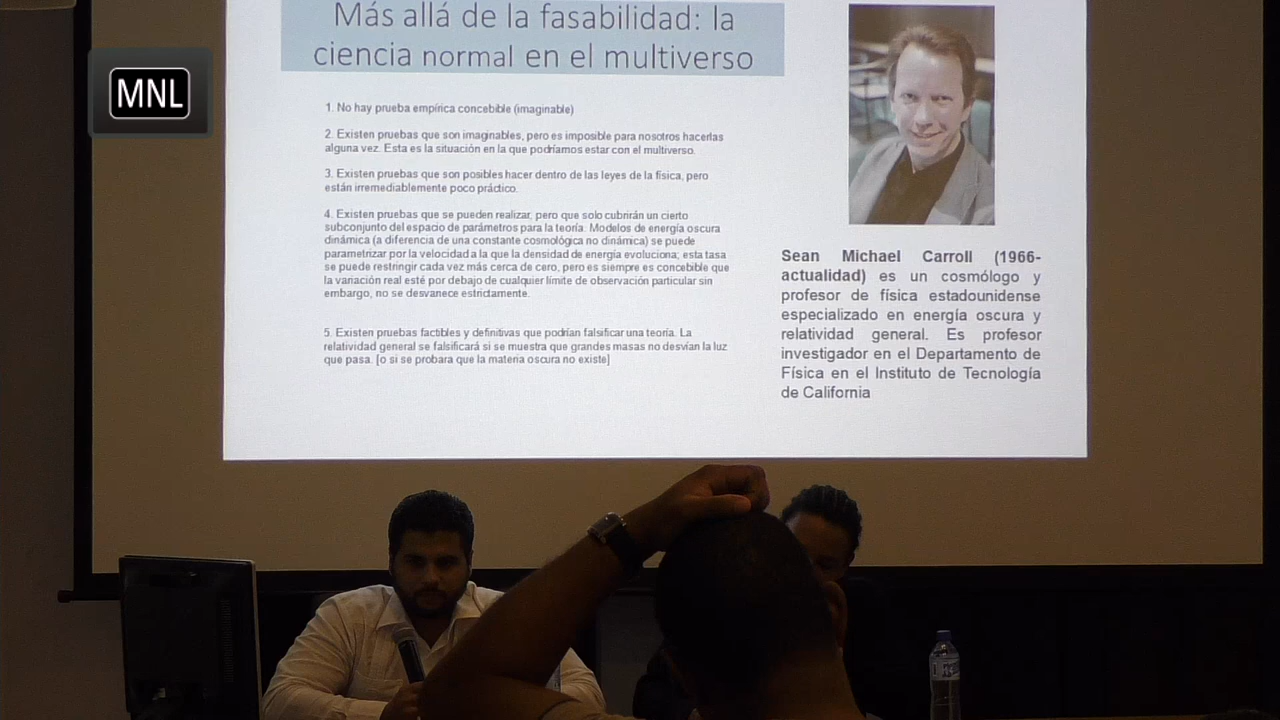 Más allá de la fasabilidad: la
ciencia normal en el multiverso
MNL
1. No hay prueba empírica concebible (imaginable)
2. Existen pruebas que son imaginables, pero es imposible para nosotros hacerlas
alguna vez. Esta es la situación en la que podríamos estar con el multiverso.
3. Existen pruebas que son posibles hacer dentro de las leyes de la física, pero
están irremediablemente poco práctico.
4. Existen pruebas que se pueden realizar, pero que solo cubrirán un cierto
subconjunto del espacio de parámetros para la teoría. Modelos de energía oscura
dinámica (a diferencia de una constante cosmológica no dinámica) se puede
parametrizar por la velocidad a la que la densidad de energía evoluciona; esta tasa
se puede restringir cada vez más cerca de cero, pero es siempre es concebible que
la variación real esté por debajo de cualquier límite de observación particular sin
embargo, no se desvanece estrictamente.
5. Existen pruebas factibles y definitivas que podrían falsificar una teoría. La
relatividad general se falsificará si se muestra que grandes masas no desvían la luz
que pasa. [o si se probara que la materia oscura no existe]
Sean Michael Carroll (1966-
actualidad) es un cosmólogo y
profesor de física estadounidense
especializado en energía oscura y
relatividad general. Es profesor
investigador en el Departamento de
Física en el Instituto de Tecnología
de California